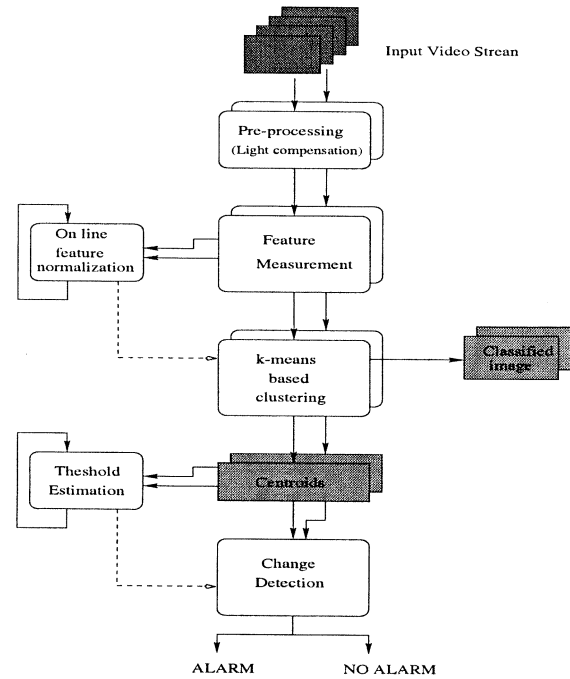 Input Video Strean
Pre-processing
(Light compensation)
On line
feature
normalization
Feature
Measurement
k-means
based
clustering
Classified
image
Theshold
Estimation
Centroids
Change
Detection
ALARM
NO ALARM